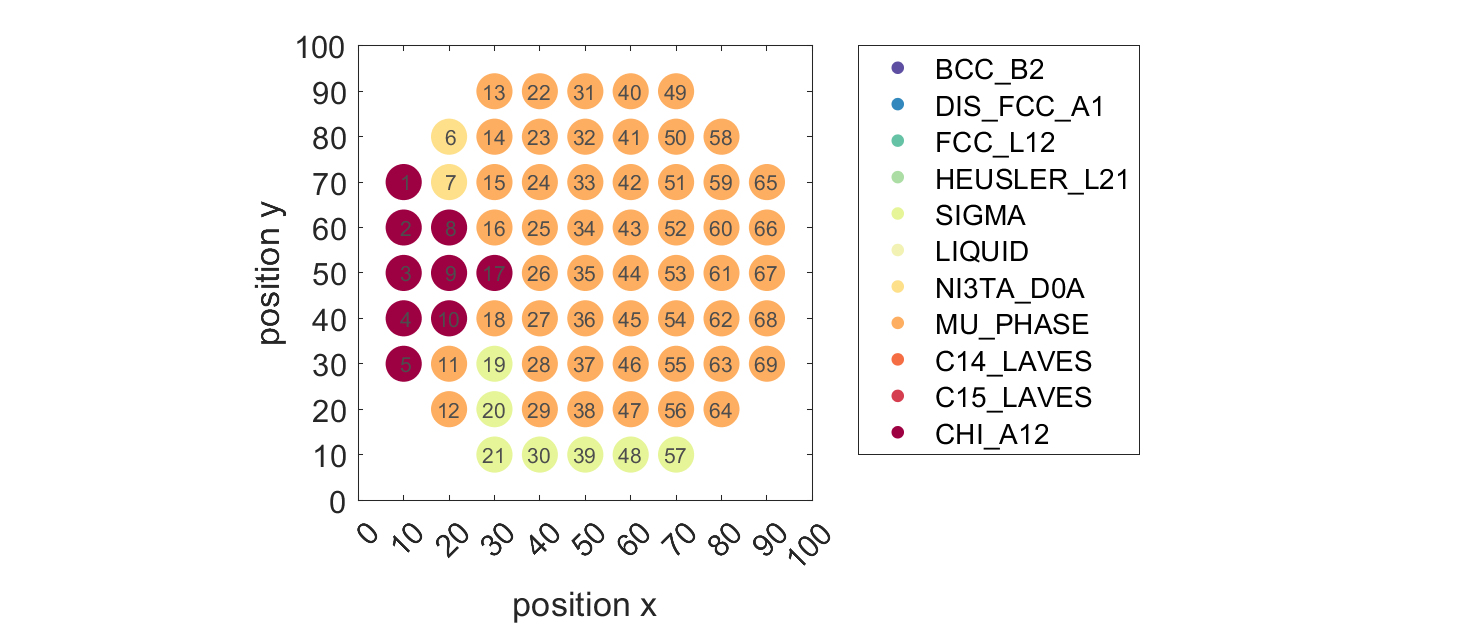 100
90
80
70
60
50
40
30
20
10
0
13 22 31 40 49
6 14 23 32 41 50 58
1 7 15 24 33 42 51 59 65
2 8 16 25 34 43 52 60 66
3 9 17 26 35 44 53 61 67
4 10 18 27 36 45 54 62 68
5 11 19 28 37 46 55 63 69
12 20 29 38 47 56 64
21 30 39 48 57
0 10 20 30 40 50 60 70 80 90 100
position x
position y
BCC_B2
DIS_FCC_A1
FCC_L12
HEUSLER_L21
SIGMA
LIQUID
NI3TA_D0A
MU_PHASE
C14_LAVES
C15_LAVES
CHI_A12